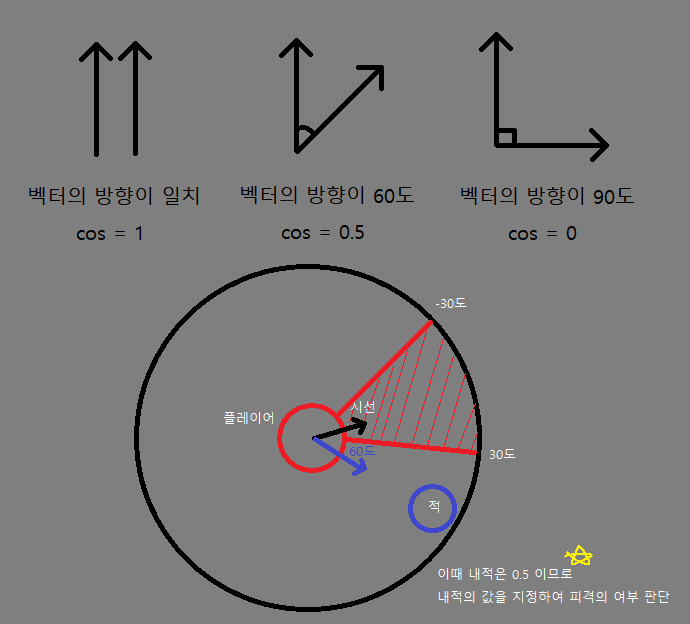 벡터의 방향이 일치
벡터의 방향이 60도
벡터의 방향이 90도
cos = 1
cos = 0.5
cos = 0
-30도
시선
플레이어
60도
30도
적
이때 내적은 0.5 이므로
내적의 값을 지정하여 피격의 여부 판단